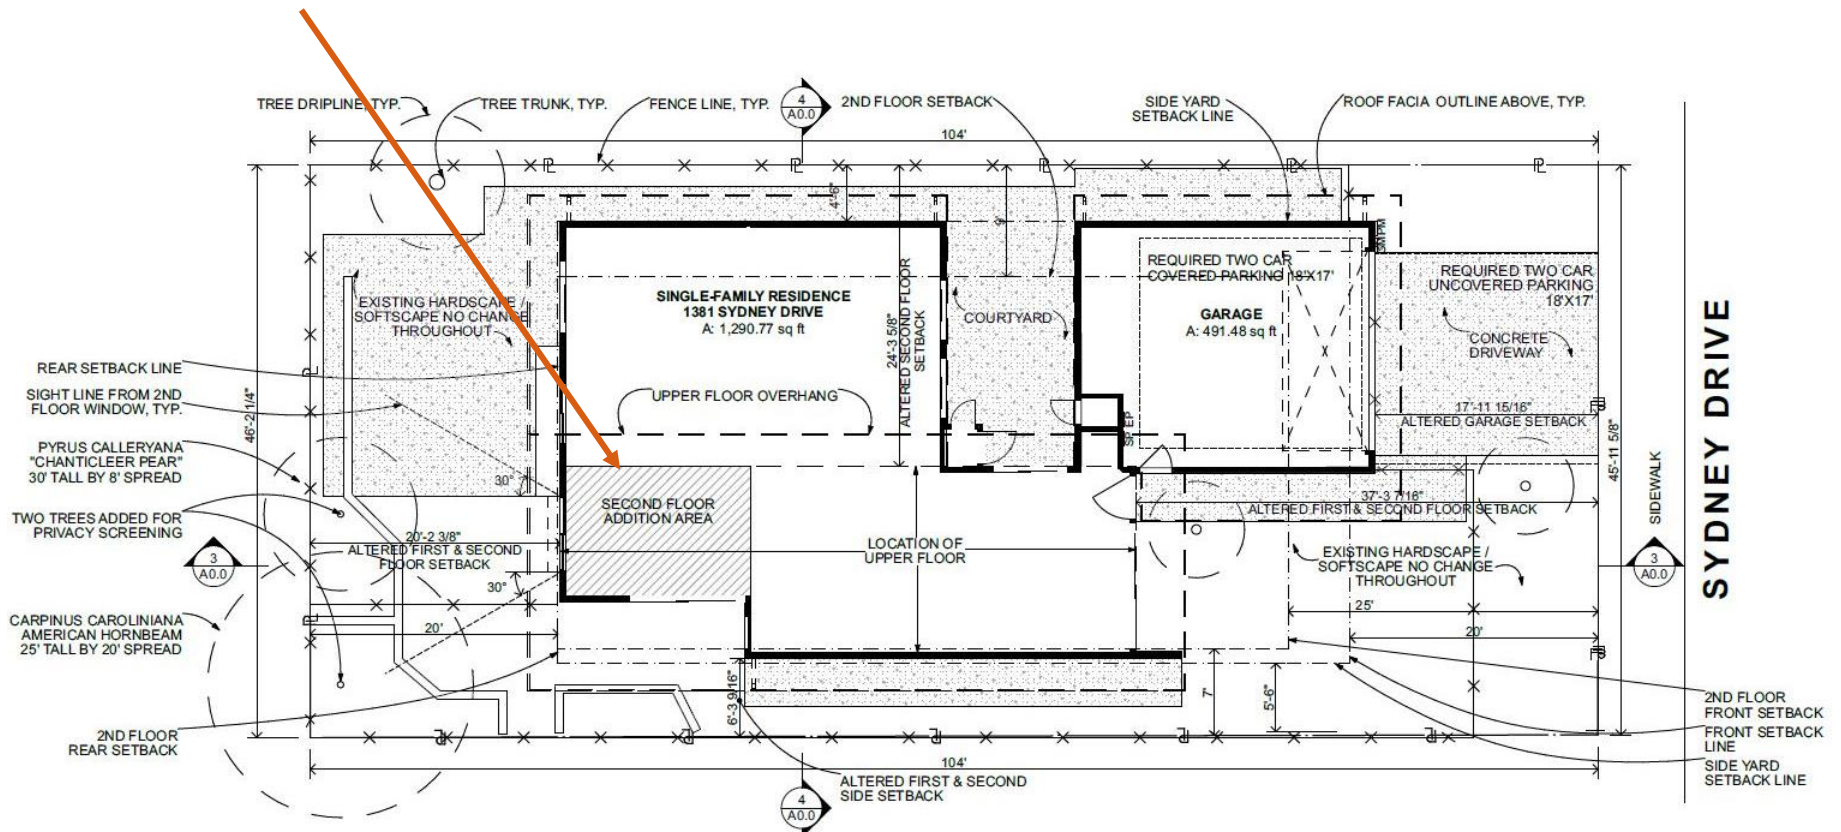 TREE DRIPLINE, TYP.
TREE TRUNK, TYP.
FENCE LINE, TYP.
4
A0.0
2ND FLOOR SETBACK
SIDE YARD
SETBACK LINE
ROOF FACIA OUTLINE ABOVE, TYP.
104'
4'-6"
9'
EXISTING HARDSCAPE /
SOFTSCAPE NO CHANGE
THROUGHOUT
SINGLE-FAMILY RESIDENCE
1381 SYDNEY DRIVE
A: 1,290.77 sq ft
24'-3 5/8"
ALTERED SECOND FLOOR
SETBACK
COURTYARD
REQUIRED TWO CAR
COVERED PARKING 18'X17'
GARAGE
A: 491.48 sq ft
REQUIRED TWO CAR
UNCOVERED PARKING
18'X17'
CONCRETE
DRIVEWAY
REAR SETBACK LINE
SIGHT LINE FROM 2ND
FLOOR WINDOW, TYP.
46'-2 1/4"
UPPER FLOOR OVERHANG
SP EP
17'-11 15/16"
ALTERED GARAGE SETBACK
45'-11 5/8"
SYDNEY DRIVE
PYRUS CALLERYANA
"CHANTICLEER PEAR"
30' TALL BY 8' SPREAD
30°
SECOND FLOOR
ADDITION AREA
37'-3 7/16"
ALTERED FIRST & SECOND FLOOR SETBACK
SIDEWALK
TWO TREES ADDED FOR
PRIVACY SCREENING
20'-2 3/8"
ALTERED FIRST & SECOND
FLOOR SETBACK
LOCATION OF
UPPER FLOOR
EXISTING HARDSCAPE /
SOFTSCAPE NO CHANGE
THROUGHOUT
3
A0.0
3
A0.0
30°
CARPINUS CAROLINIANA
AMERICAN HORNBEAM
25' TALL BY 20' SPREAD
20'
25'
20'
6'-3 9/16"
7'
5'-6"
2ND FLOOR
REAR SETBACK
2ND FLOOR
FRONT SETBACK
FRONT SETBACK
LINE
SIDE YARD
SETBACK LINE
104'
4
A0.0
ALTERED FIRST & SECOND
SIDE SETBACK